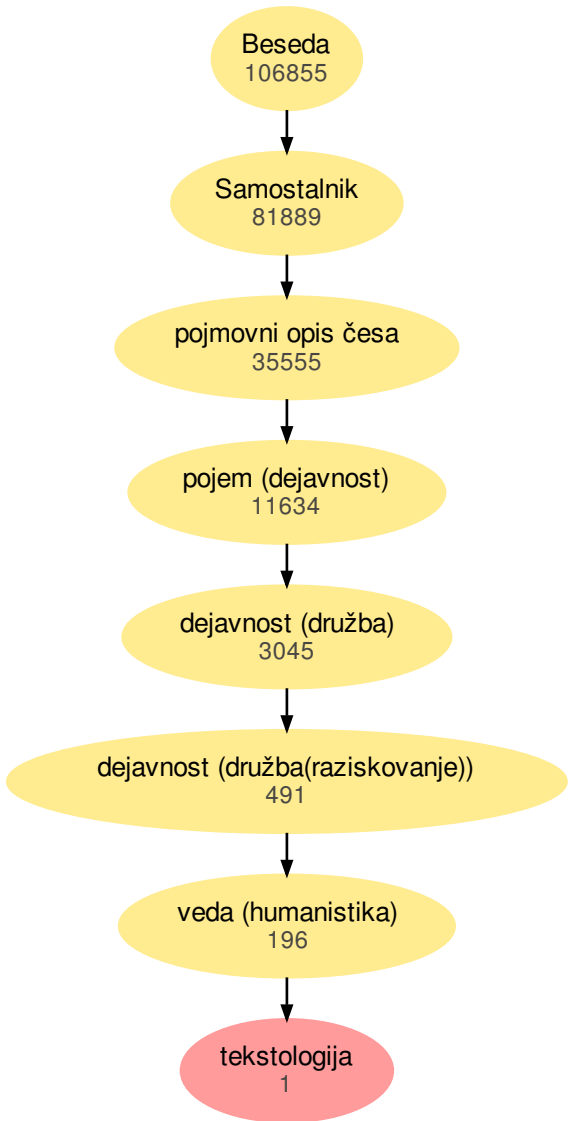 Beseda
106855
Samostalnik
81889
pojmovni opis česa
35555
pojem (dejavnost)
11634
dejavnost (družba)
3045
dejavnost (družba(raziskovanje))
491
veda (humanistika)
196
tekstologija
1